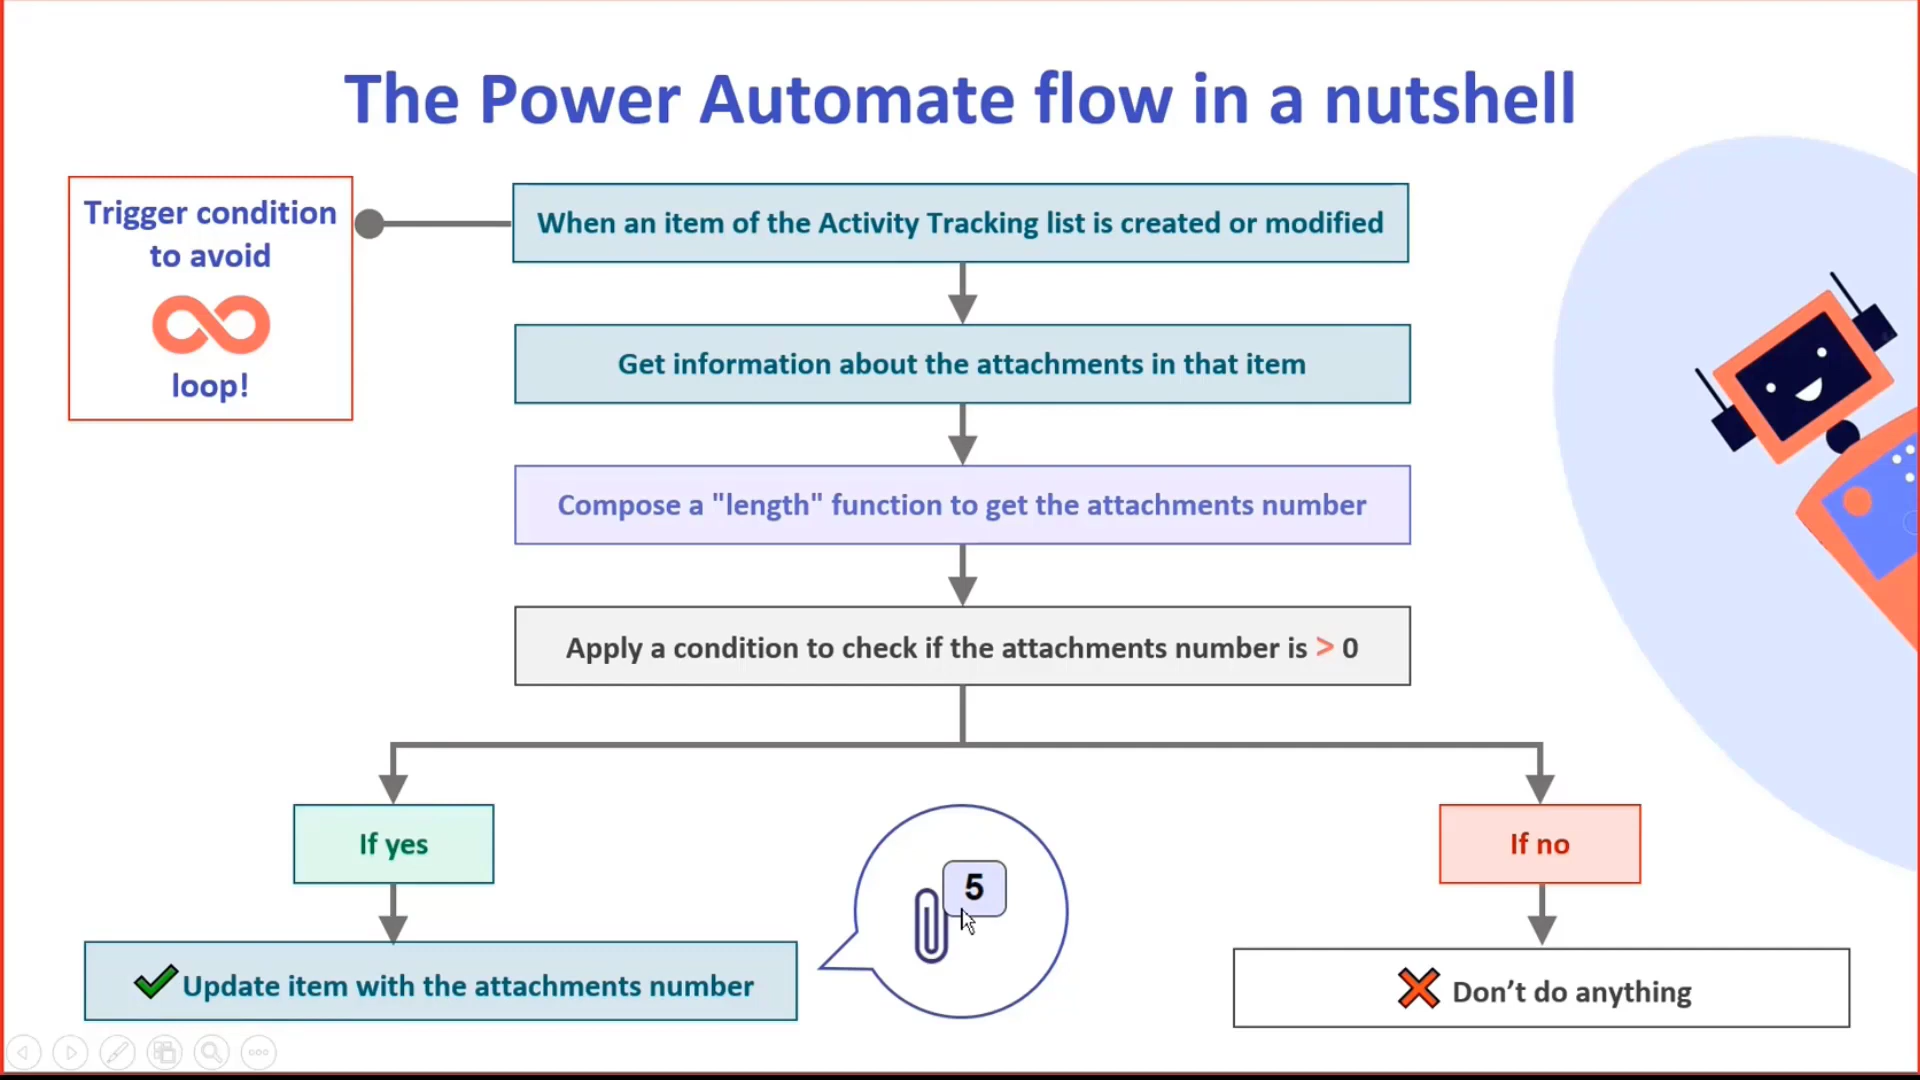 The Power Automate flow in a nutshell
Trigger condition
to avoid
loop!
When an item of the Activity Tracking list is created or modified
Get information about the attachments in that item
Compose a "length" function to get the attachments number
Apply a condition to check if the attachments number is > 0
If yes
5
If no
Update item with the attachments number
Don’t do anything